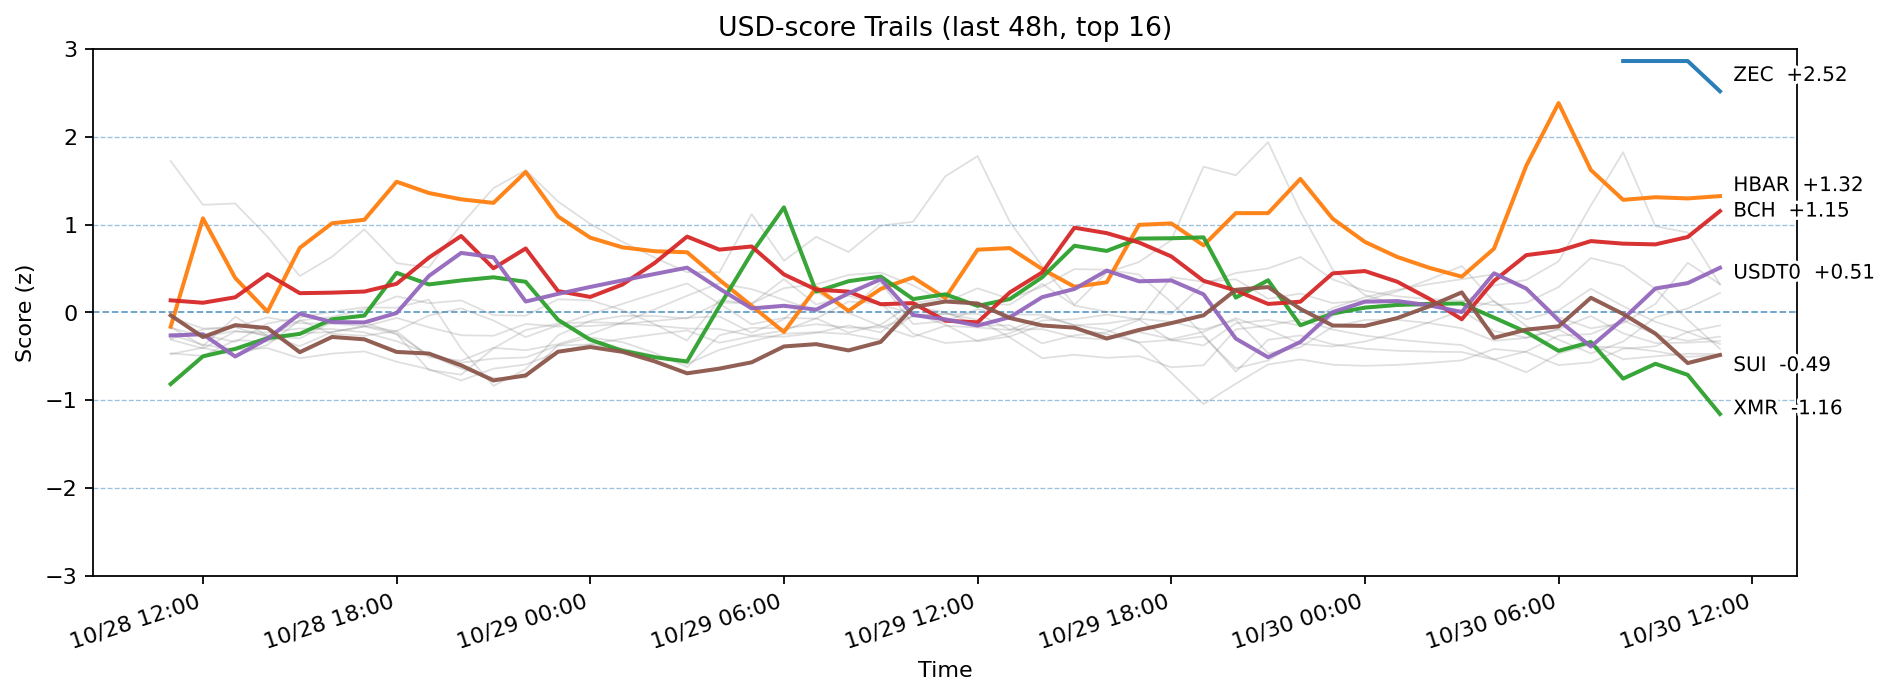 USD-score Trails (last 48h, top 16)
Score (z)
3
2
1
0
−1
−2
−3
ZEC +2.52
HBAR +1.32
BCH +1.15
USDT0 +0.51
SUI -0.49
XMR -1.16
10/28 12:00
10/28 18:00
10/29 00:00
10/29 06:00
10/29 12:00
10/29 18:00
10/30 00:00
10/30 06:00
10/30 12:00
Time